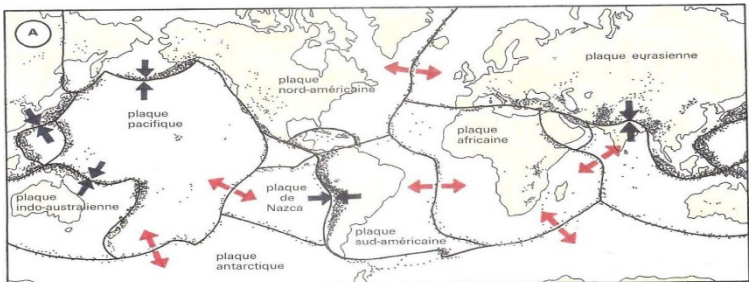 A
plaque
nord-américaine
plaque eurasienne
plaque
pacifique
plaque
africaine
plaque
indo-australienne
plaque
de
Nazca
plaque
sud-américaine
plaque
antarctique